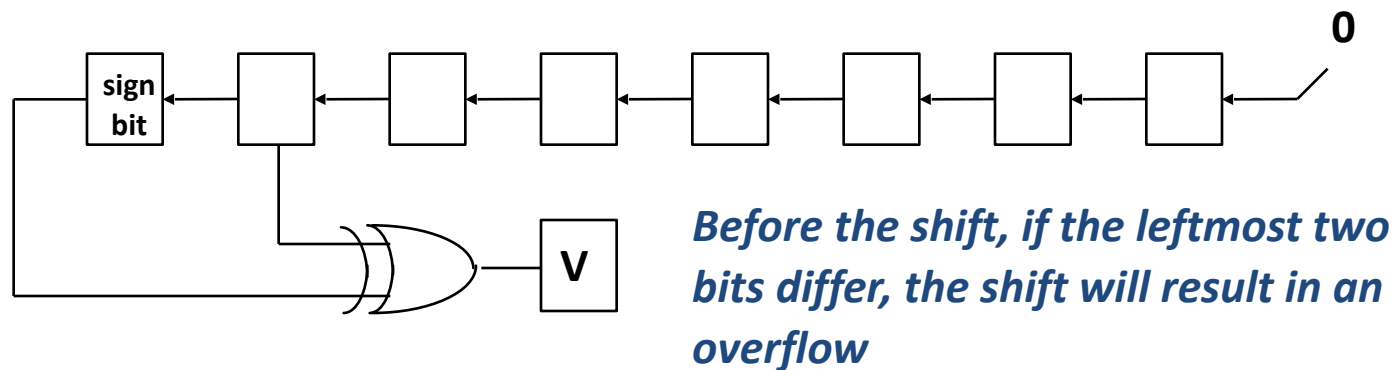 0
sign
bit
V
Before the shift, if the leftmost two
bits differ, the shift will result in an
overflow